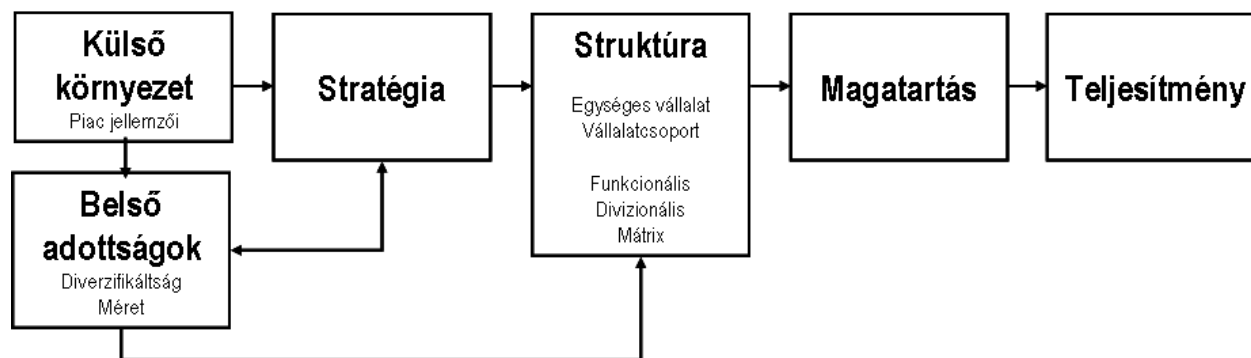 Külső
környezet
Piac jellemzői
Belső
adottságok
Diverzifikáltság
Méret
Stratégia
Struktúra
Egységes vállalat
Vállalatcsoport
Funkcionális
Divizionális
Mátrix
Magatartás
Teljesítmény